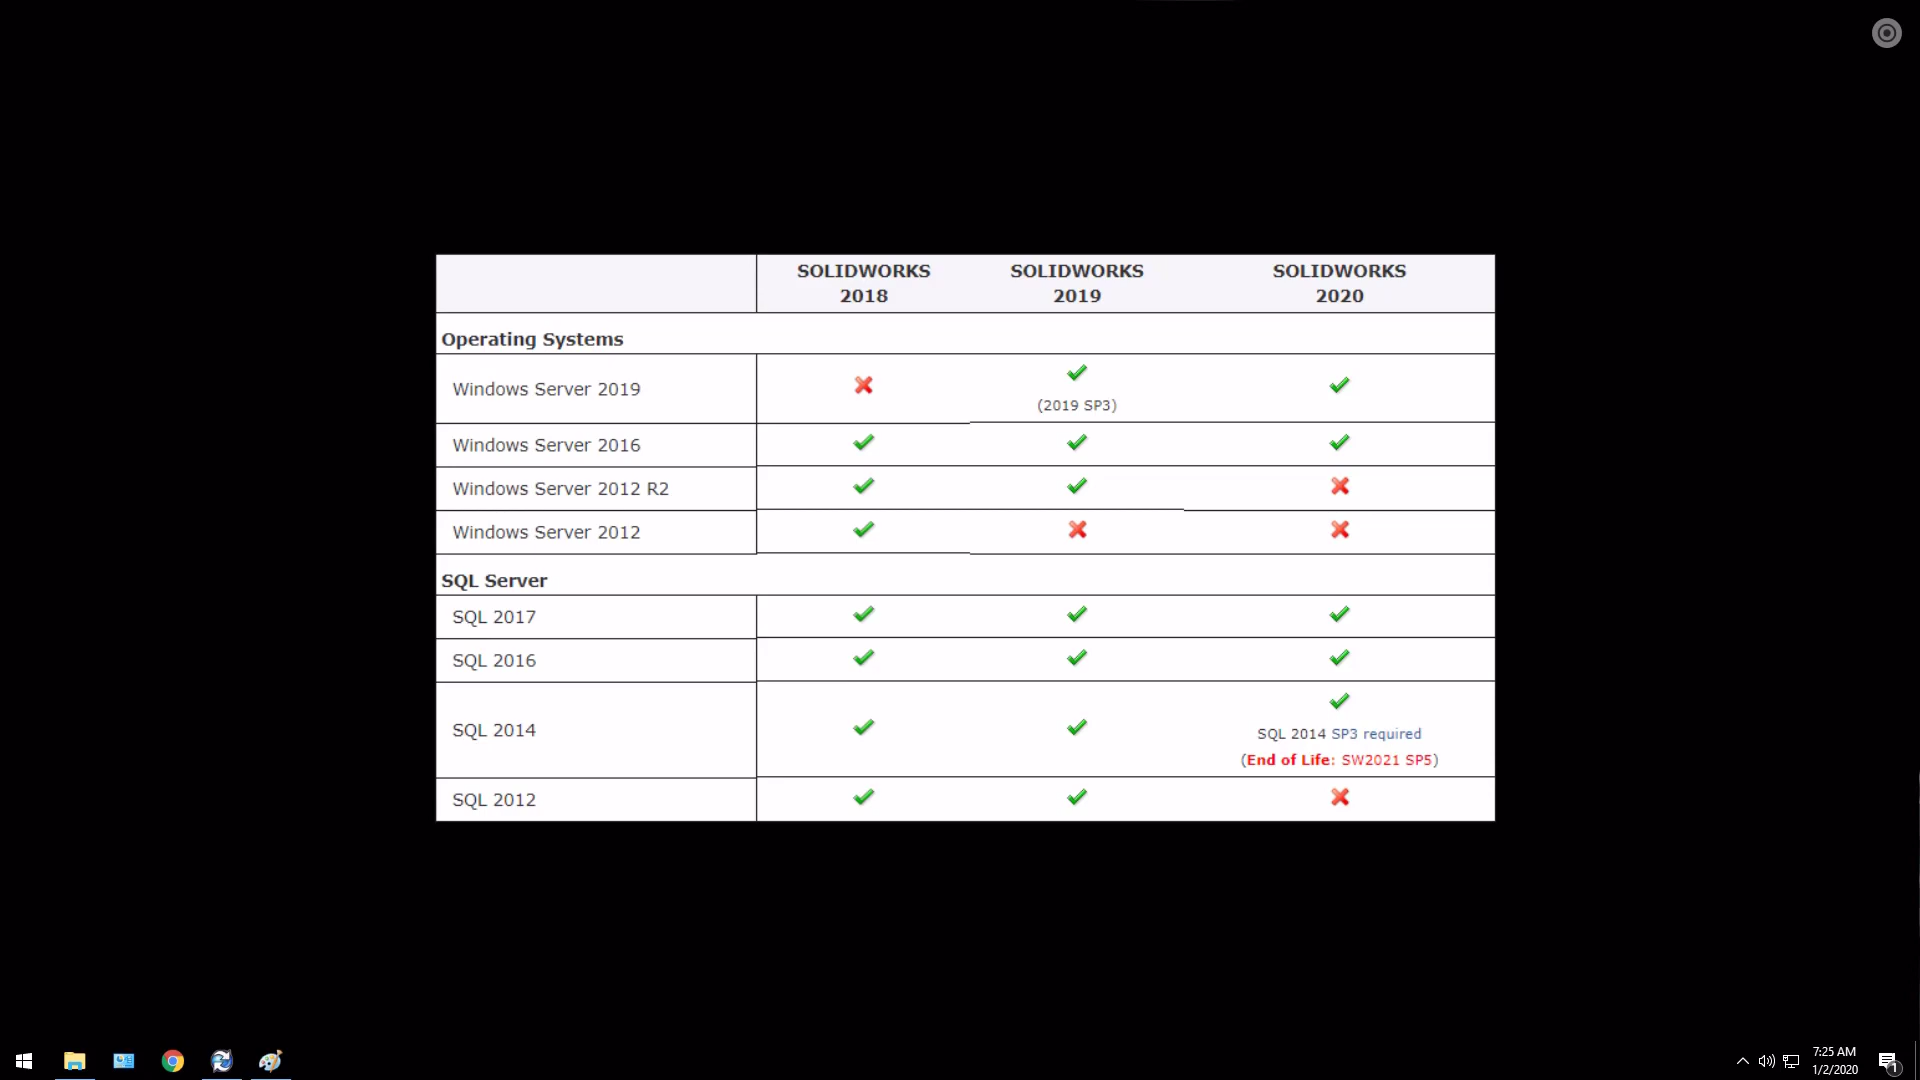 SOLIDWORKS 2018
SOLIDWORKS 2019
SOLIDWORKS 2020
Operating Systems
Windows Server 2019
(2019 SP3)
Windows Server 2016
Windows Server 2012 R2
Windows Server 2012
SQL Server
SQL 2017
SQL 2016
SQL 2014
SQL 2014 SP3 required
(End of Life: SW2021 SP5)
SQL 2012
7:25 AM
1/2/2020
1